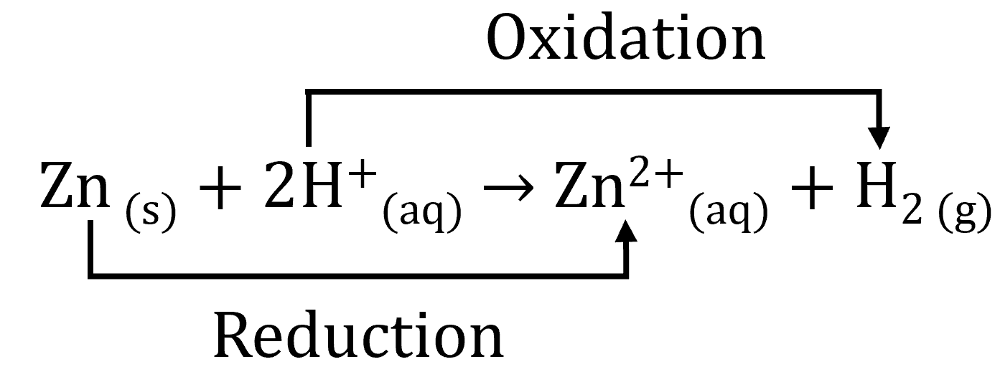 Oxidation
Zn (s) + 2H⁺(aq) → Zn²⁺(aq) + H₂ (g)
Reduction